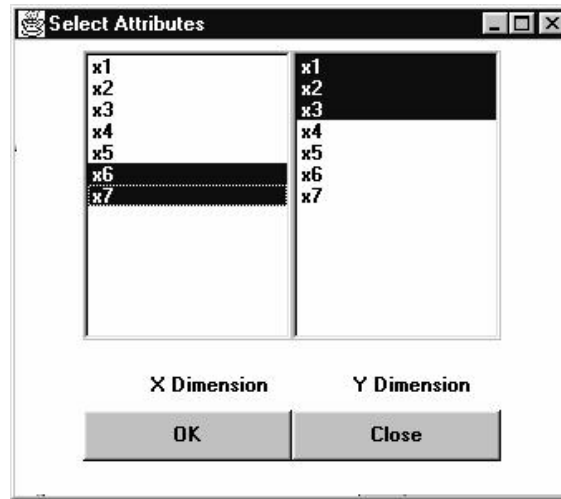 Select Attributes
x1
x2
x3
x4
x5
x6
x7
x1
x2
x3
x4
x5
x6
x7
X Dimension
Y Dimension
OK
Close